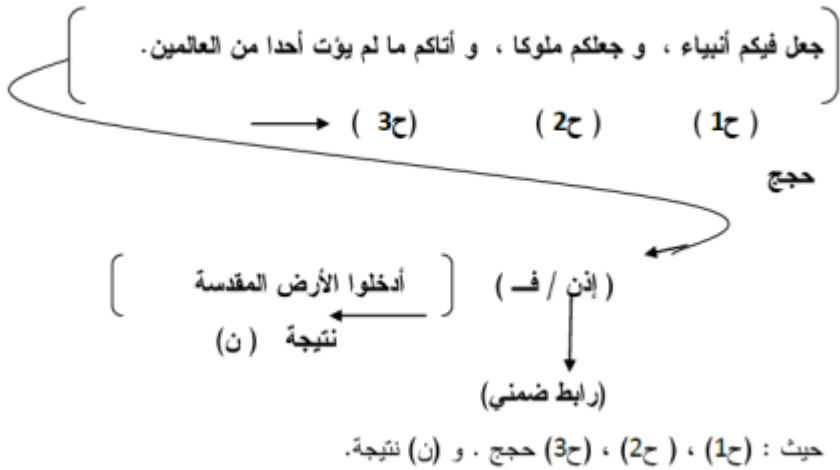 جعل فيكم أنبياء ، و جعلكم ملوكا ، و أتاكم ما لم يؤت أحدا من العالمين.
(ح1) (ح2) (ح3)
حجج
(إذن / فـــ) أدخلوا الأرض المقدسة
نتيجة (ن)
(رابط ضمني)
حيث : (ح1) ، (ح2) ، (ح3) حجج . و (ن) نتيجة.